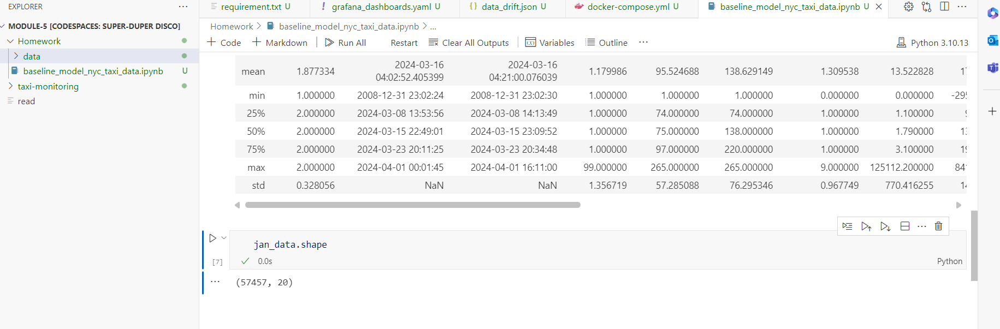 EXPLORER
requirement.txt U
! grafana_dashboards.yaml U
{} data_drift.json U
docker-compose.yml U
baseline_model_nyc_taxi_data.ipynb U
MODULE-5 [CODESPACES: SUPER-DUPER DISCO]
Homework
data
baseline_model_nyc_taxi_data.ipynb U
taxi-monitoring
read
Homework > baseline_model_nyc_taxi_data.ipynb > ...
+ Code + Markdown | Run All Restart Clear All Outputs | Variables Outline ... Python 3.10.13
mean 1.877334 2024-03-16 04:02:52.405399 2024-03-16 04:21:00.076039 1.179986 95.524688 138.629149 1.309538 13.522828 17
min 1.000000 2008-12-31 23:02:24 2008-12-31 23:02:30 1.000000 1.000000 1.000000 0.000000 0.000000 -295
25% 2.000000 2024-03-08 13:53:56 2024-03-08 14:13:49 1.000000 74.000000 74.000000 1.000000 1.100000 9
50% 2.000000 2024-03-15 22:49:01 2024-03-15 23:09:52 1.000000 75.000000 138.000000 1.000000 1.790000 13
75% 2.000000 2024-03-23 20:11:25 2024-03-23 20:34:48 1.000000 97.000000 220.000000 1.000000 3.100000 19
max 2.000000 2024-04-01 00:01:45 2024-04-01 16:11:00 99.000000 265.000000 265.000000 9.000000 125112.200000 841
std 0.328056 NaN NaN 1.356719 57.285088 76.295346 0.967749 770.416255 14
jan_data.shape
[7] 0.0s
Python
(57457, 20)